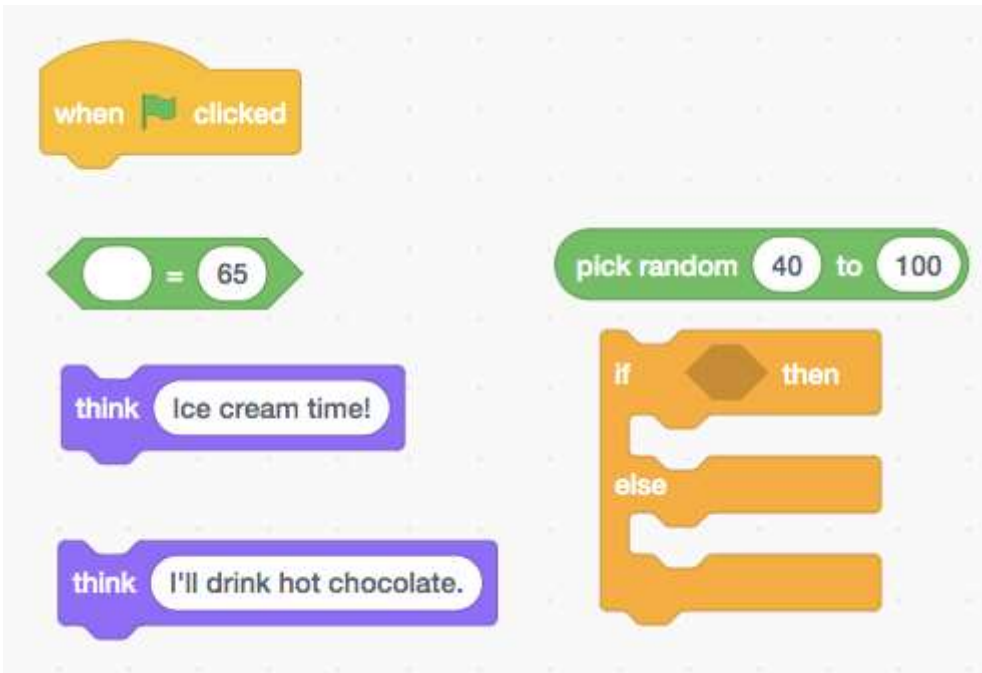 when clicked
= 65
pick random 40 to 100
think Ice cream time!
if then
else
think I'll drink hot chocolate.